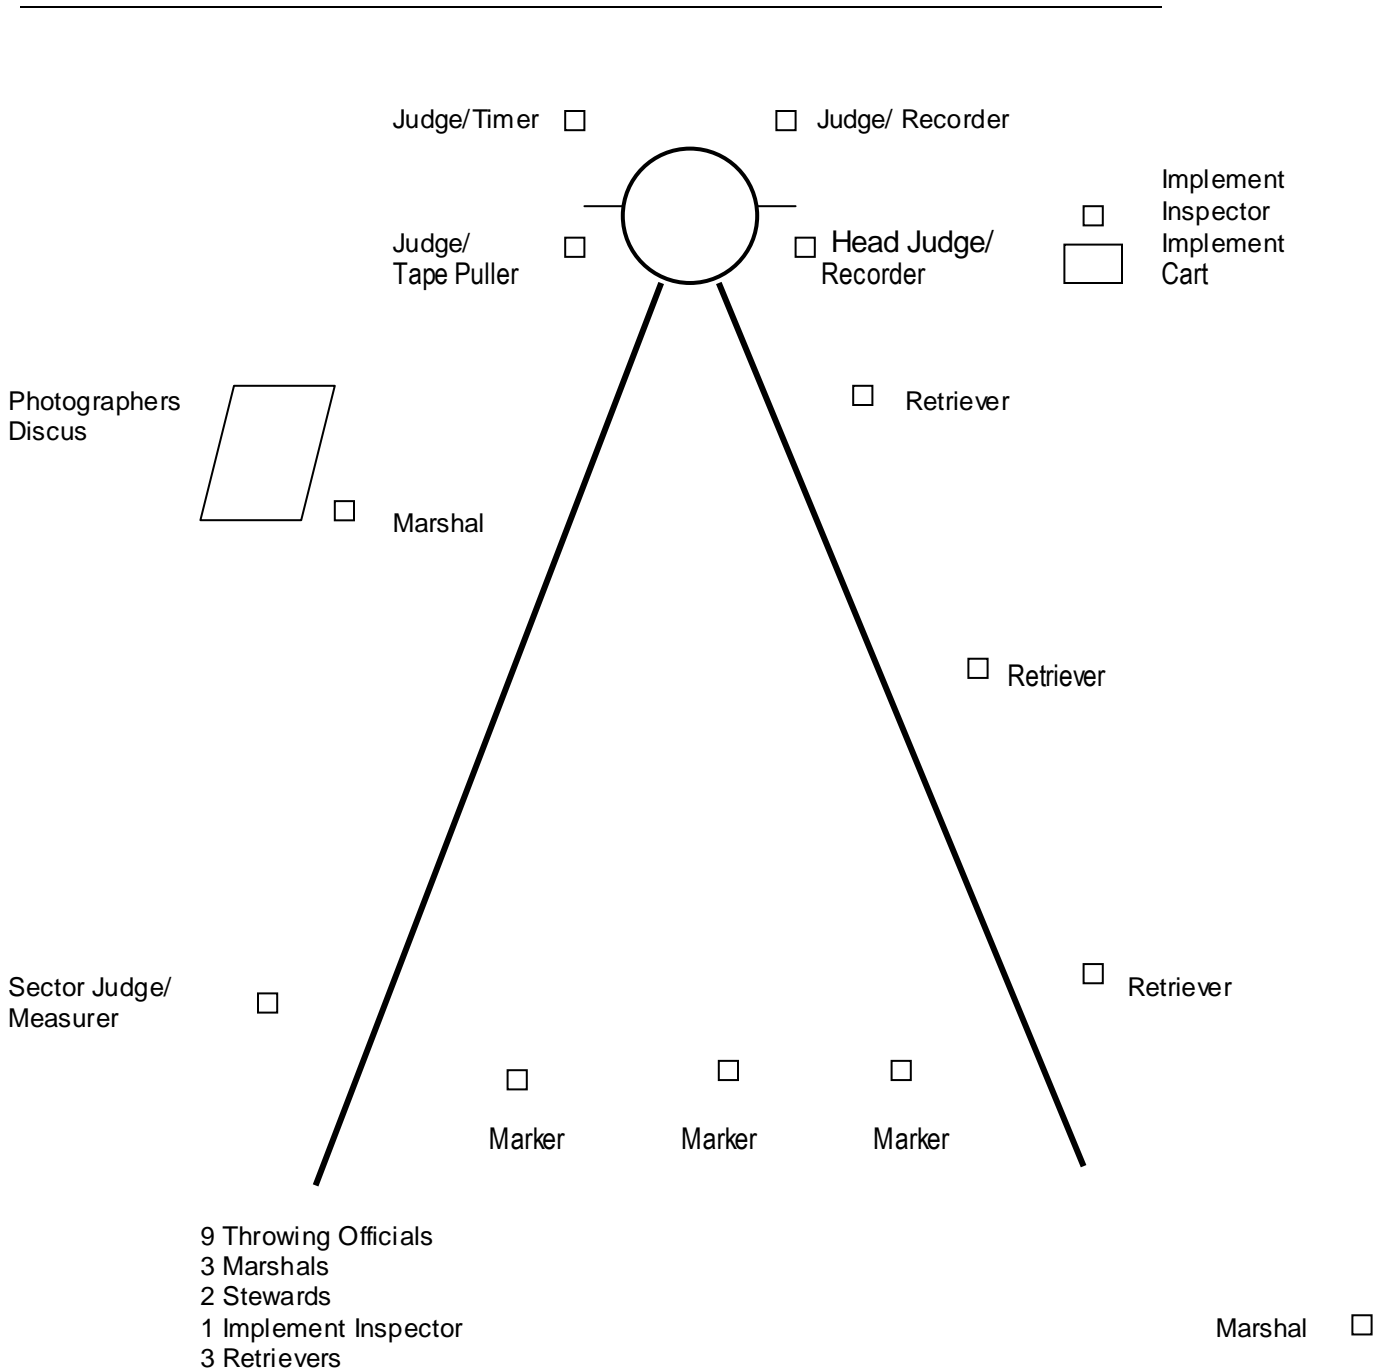 Judge/Timer
Judge/ Recorder
Implement
Inspector
Implement
Cart
Judge/
Tape Puller
Head Judge/
Recorder
Photographers
Discus
Retriever
Marshal
Retriever
Sector Judge/
Measurer
Retriever
Marker
Marker
Marker
9 Throwing Officials
3 Marshals
2 Stewards
1 Implement Inspector
3 Retrievers
Marshal